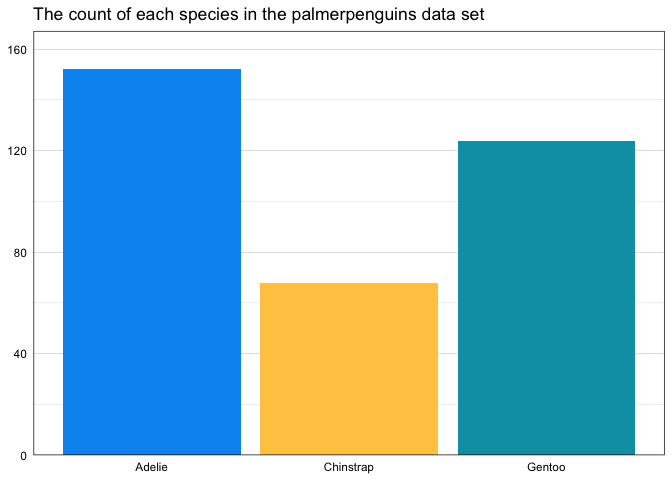 The count of each species in the palmerpenguins data set
160
120
80
40
0
Adelie Chinstrap Gentoo